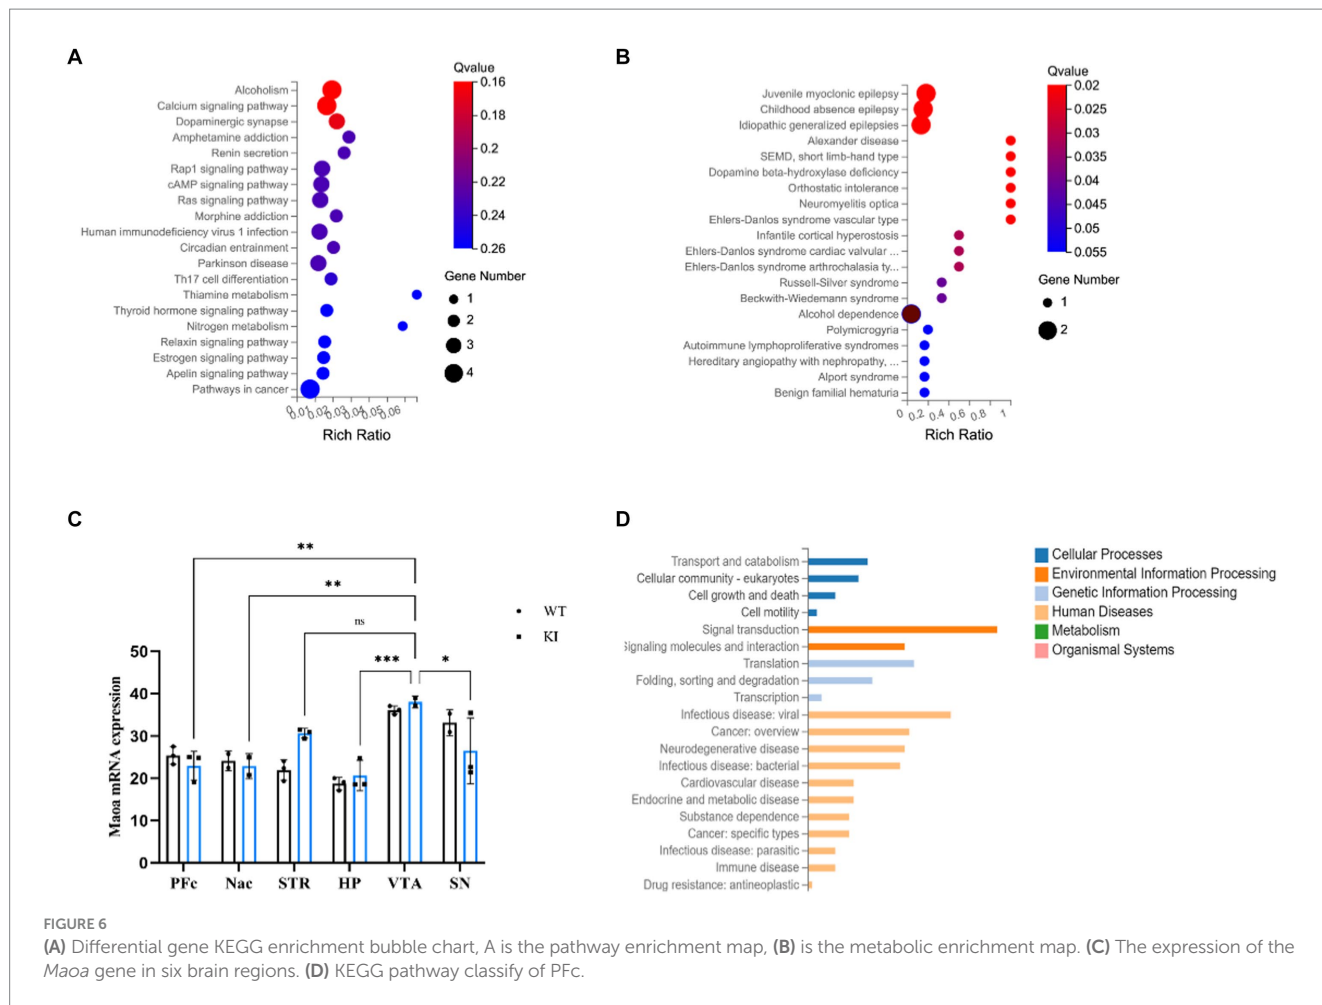 A
Qvalue
Alcoholism
Calcium signaling pathway
Dopaminergic synapse
Amphetamine addiction
Renin secretion
Rap1 signaling pathway
cAMP signaling pathway
Ras signaling pathway
Morphine addiction
Human immunodeficiency virus 1 infection
Circadian entrainment
Parkinson disease
Th17 cell differentiation
Thiamine metabolism
Thyroid hormone signaling pathway
Nitrogen metabolism
Relaxin signaling pathway
Estrogen signaling pathway
Apelin signaling pathway
Pathways in cancer
0.16
0.18
0.2
0.22
0.24
0.26
Gene Number
1
2
3
4
0 0.01 0.02 0.03 0.04 0.05 0.06
Rich Ratio
B
Qvalue
Juvenile myoclonic epilepsy
Childhood absence epilepsy
Idiopathic generalized epilepsies
Alexander disease
SEMD, short limb-hand type
Dopamine beta-hydroxylase deficiency
Orthostatic intolerance
Neuromyelitis optica
Ehlers-Danlos syndrome vascular type
Infantile cortical hyperostosis
Ehlers-Danlos syndrome cardiac valvular ...
Ehlers-Danlos syndrome arthrochalasia ty...
Russell-Silver syndrome
Beckwith-Wiedemann syndrome
Alcohol dependence
Polymicrogyria
Autoimmune lymphoproliferative syndromes
Hereditary angiopathy with nephropathy, ...
Alport syndrome
Benign familial hematuria
0.02
0.025
0.03
0.035
0.04
0.045
0.05
0.055
Gene Number
1
2
0 0.2 0.4 0.6 0.8 1
Rich Ratio
C
**
**
ns
***
*
WT
KI
Maoa mRNA expression
50
40
30
20
10
0
PFc Nac STR HP VTA SN
D
Transport and catabolism
Cellular community - eukaryotes
Cell growth and death
Cell motility
Signal transduction
Signaling molecules and interaction
Translation
Folding, sorting and degradation
Transcription
Infectious disease: viral
Cancer: overview
Neurodegenerative disease
Infectious disease: bacterial
Cardiovascular disease
Endocrine and metabolic disease
Substance dependence
Cancer: specific types
Infectious disease: parasitic
Immune disease
Drug resistance: antineoplastic
Cellular Processes
Environmental Information Processing
Genetic Information Processing
Human Diseases
Metabolism
Organismal Systems
FIGURE 6
(A) Differential gene KEGG enrichment bubble chart, A is the pathway enrichment map, (B) is the metabolic enrichment map. (C) The expression of the
Maoa gene in six brain regions. (D) KEGG pathway classify of PFc.